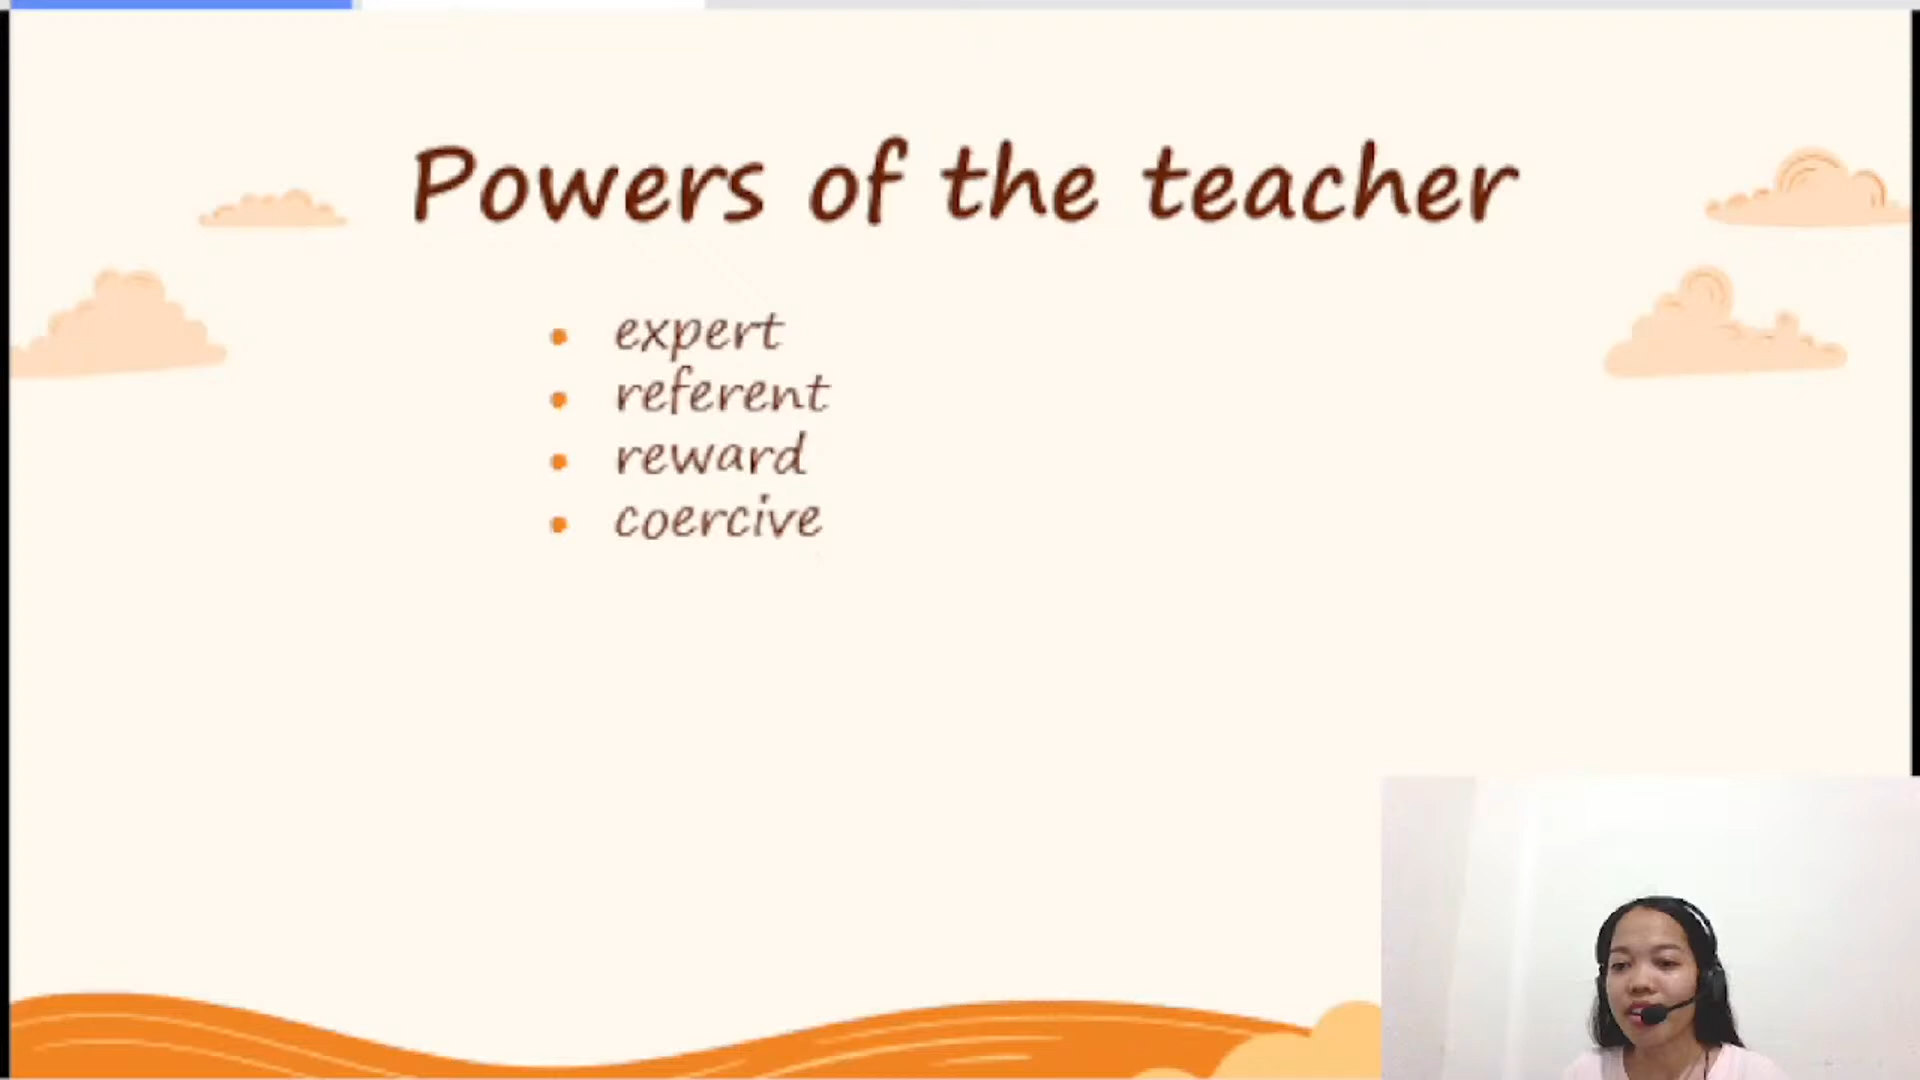 Powers of the teacher
expert
referent
reward
coercive